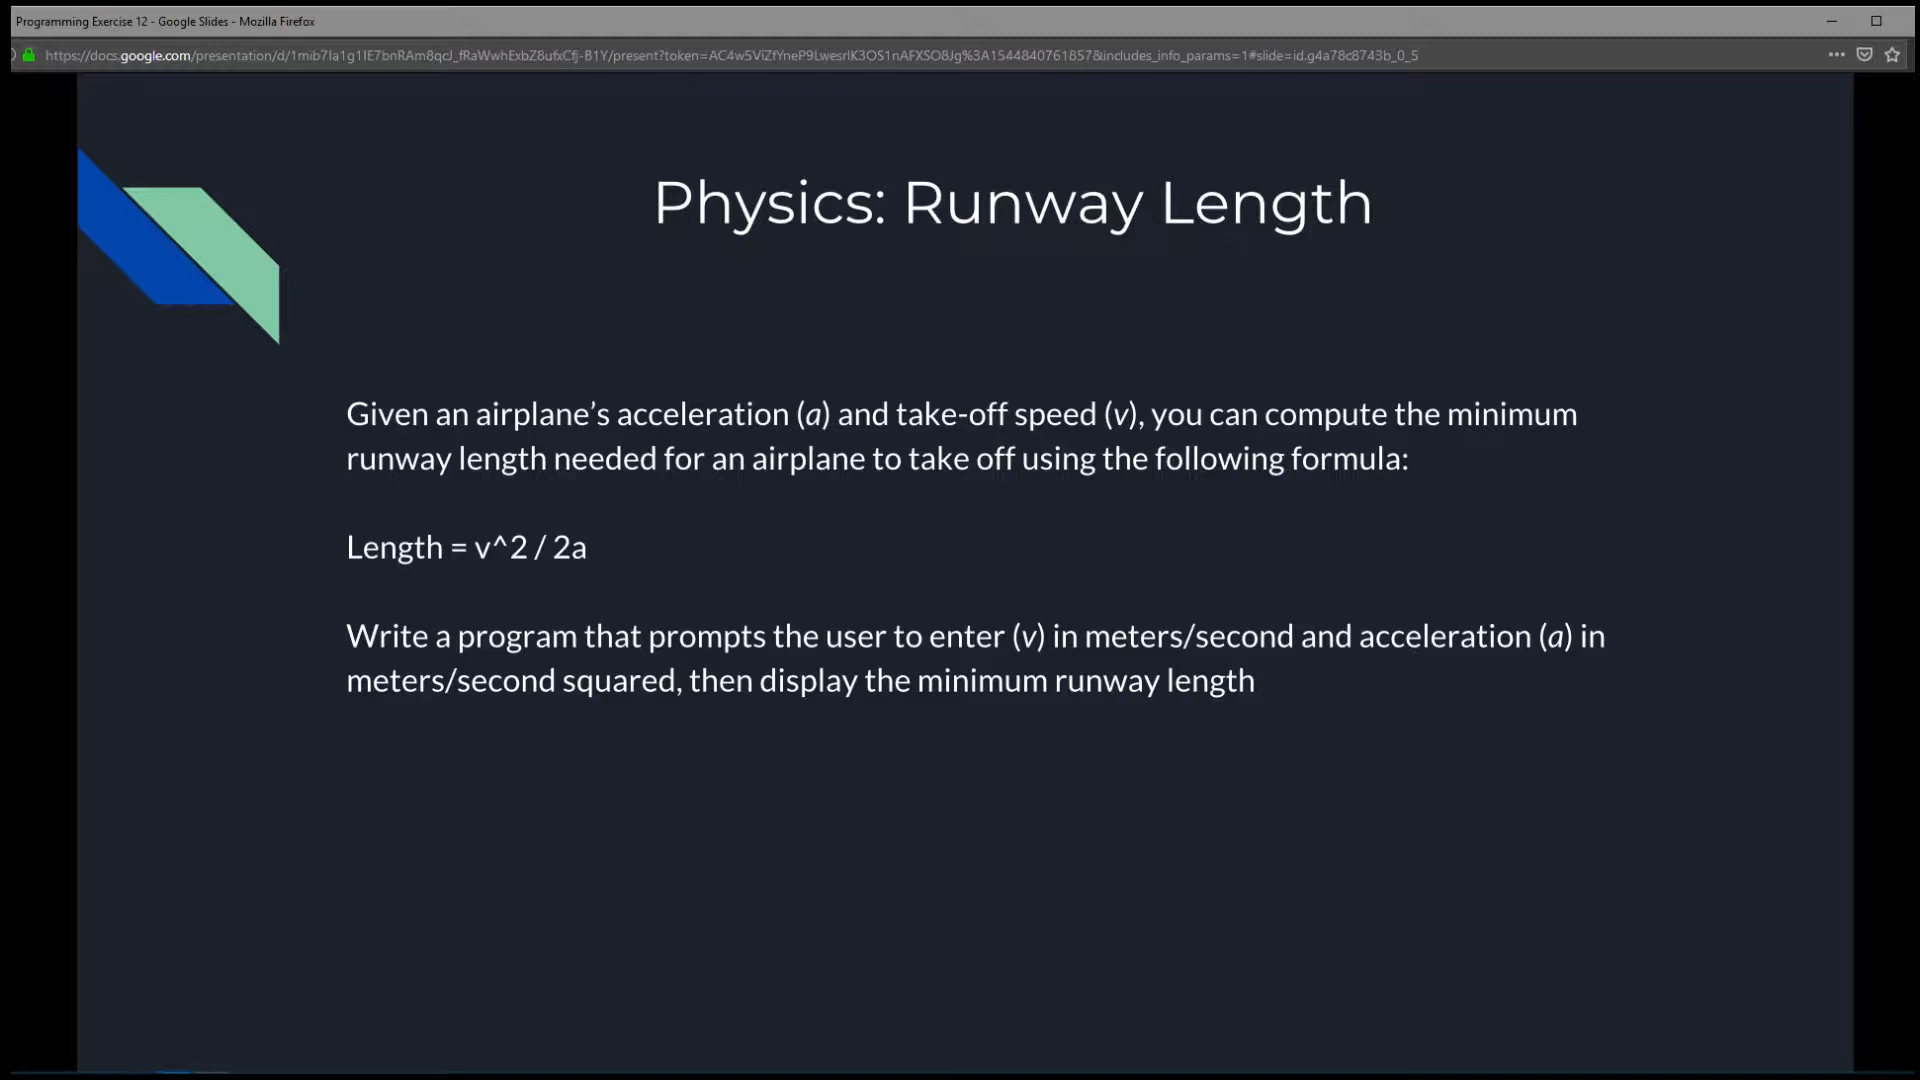 Programming Exercise 12 - Google Slides - Mozilla Firefox
Physics: Runway Length
Given an airplane’s acceleration (a) and take-off speed (v), you can compute the minimum
runway length needed for an airplane to take off using the following formula:
Length = v^2 / 2a
Write a program that prompts the user to enter (v) in meters/second and acceleration (a) in
meters/second squared, then display the minimum runway length